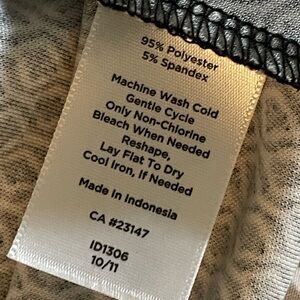 95% Polyester
5% Spandex
Machine Wash Cold
Gentle Cycle
Only Non-Chlorine
Bleach When Needed
Reshape,
Lay Flat To Dry
Cool Iron, If Needed
Made In Indonesia
CA #23147
ID1306
10/11